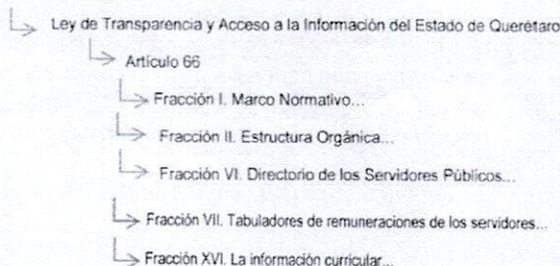 Ley de Transparencia y Acceso a la Información del Estado de Querétaro
Artículo 66
Fracción I. Marco Normativo...
Fracción II. Estructura Orgánica...
Fracción VI. Directorio de los Servidores Públicos...
Fracción VII. Tabuladores de remuneraciones de los servidores...
Fracción XVI. La información curricular...